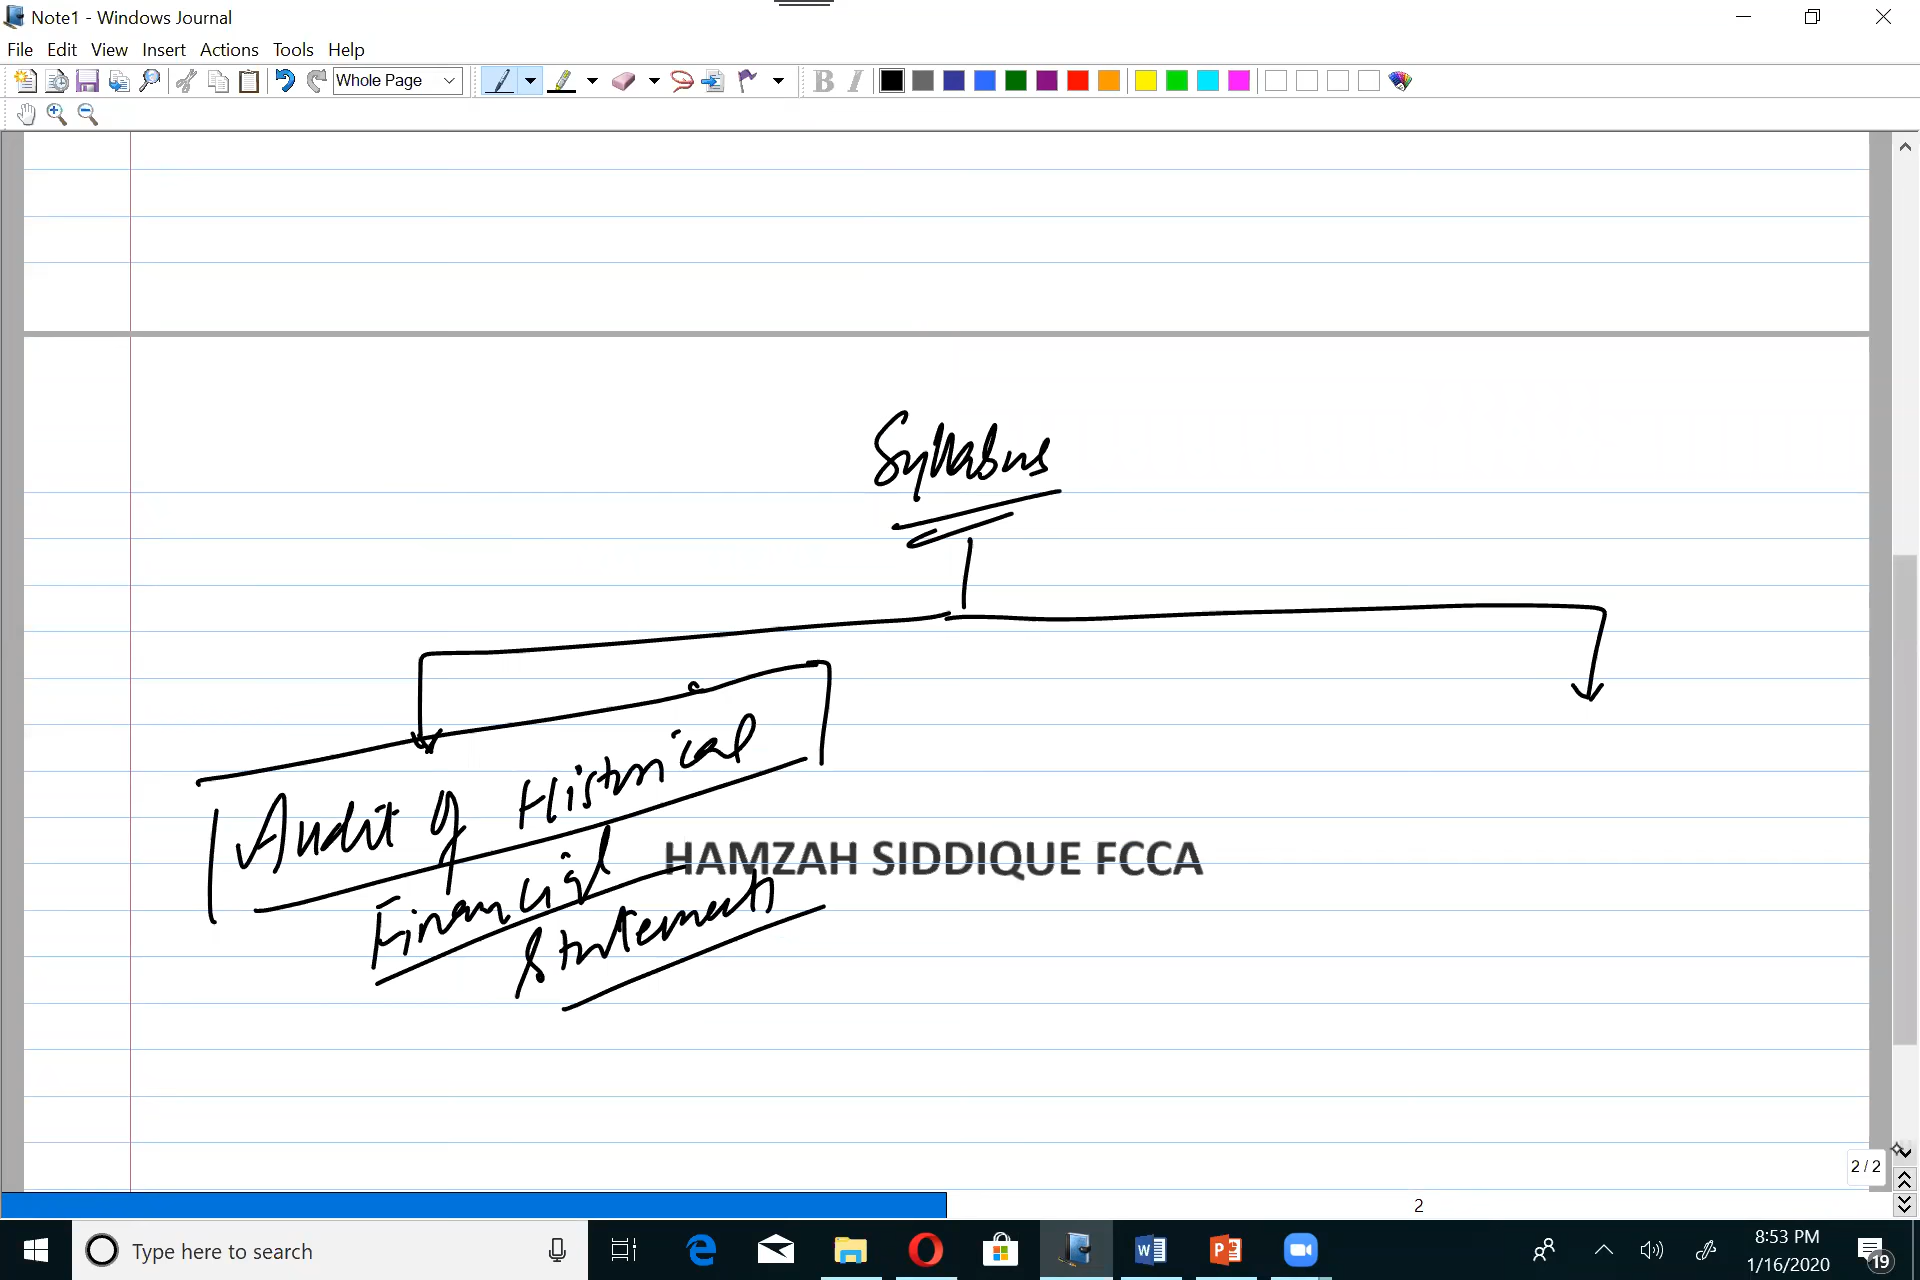 Note1 - Windows Journal
File Edit View Insert Actions Tools Help
Whole Page
B I
Syllabus
Audit of Historical
Financial
Statements
HAMZAH SIDDIQUE FCCA
2 / 2
2
Type here to search
8:53 PM
1/16/2020
19